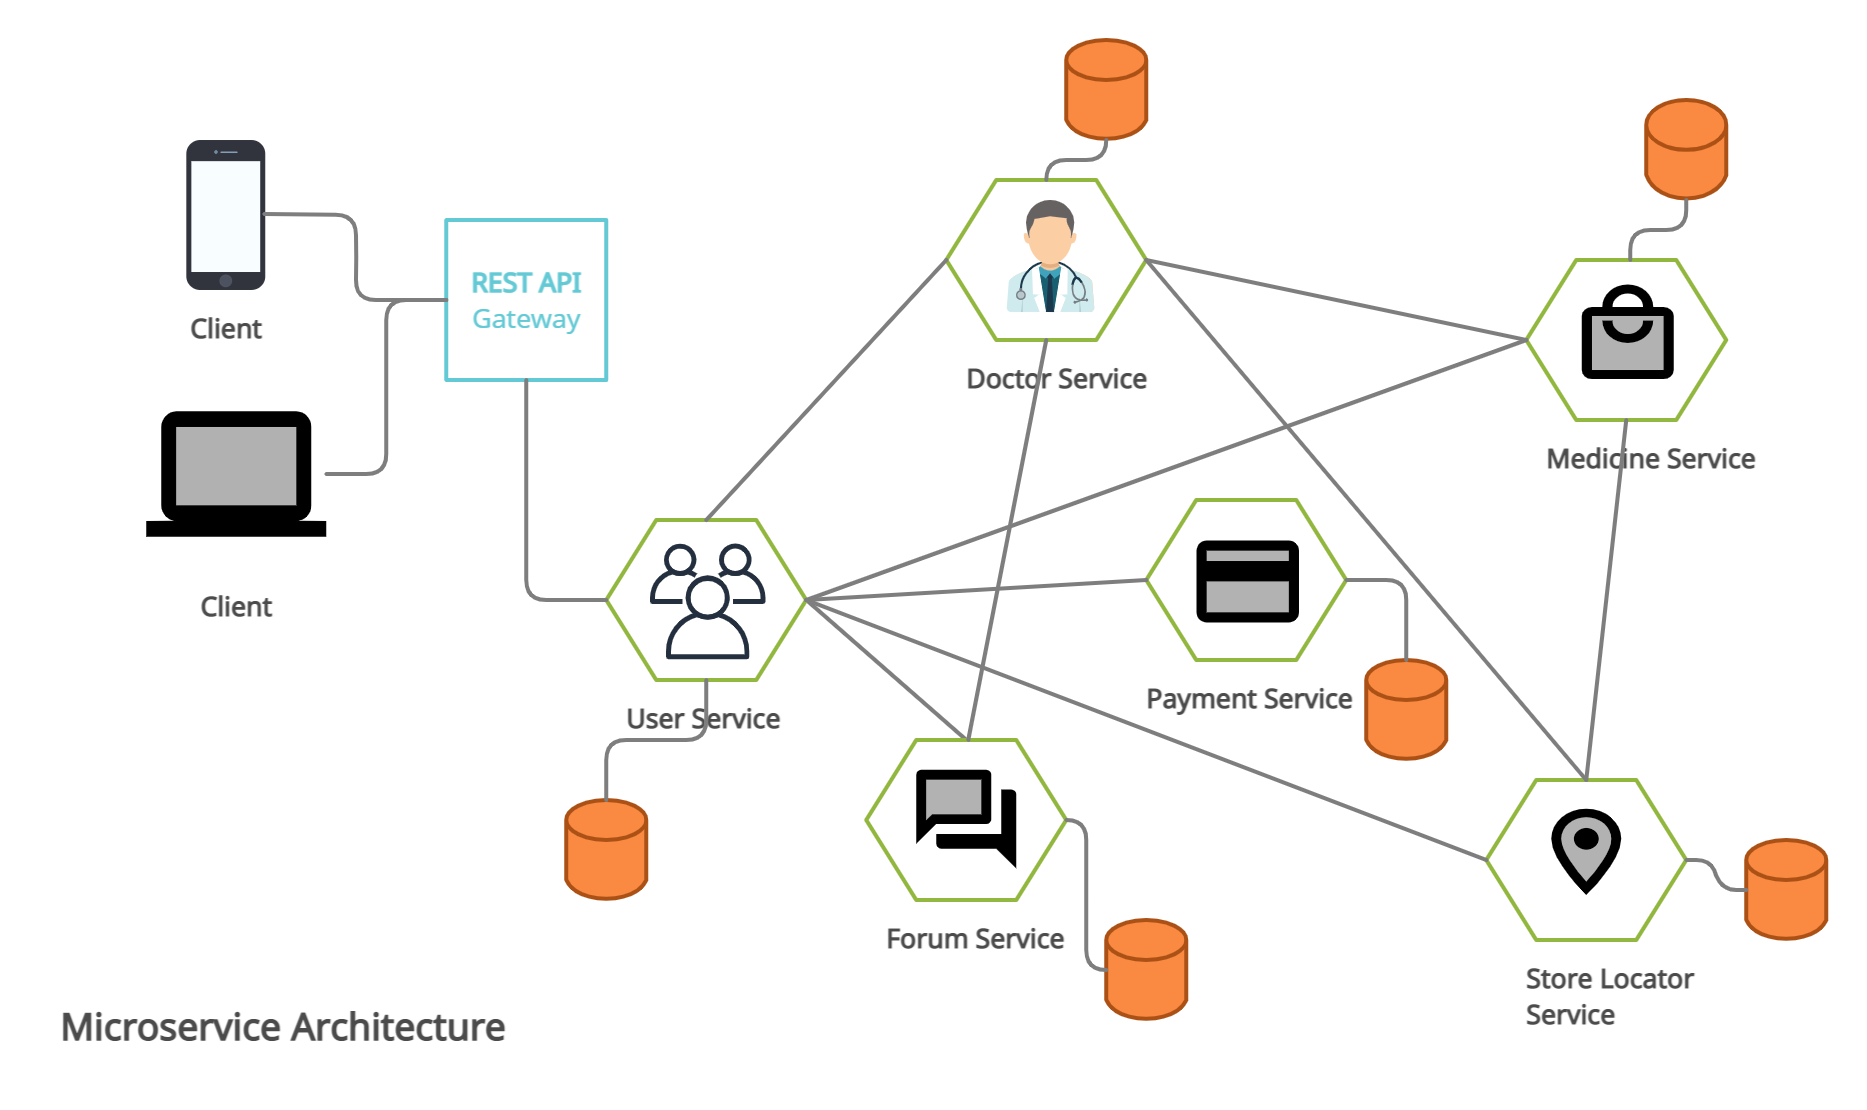 Client
REST API
Gateway
Client
Doctor Service
Medicine Service
User Service
Payment Service
Forum Service
Store Locator
Service
Microservice Architecture